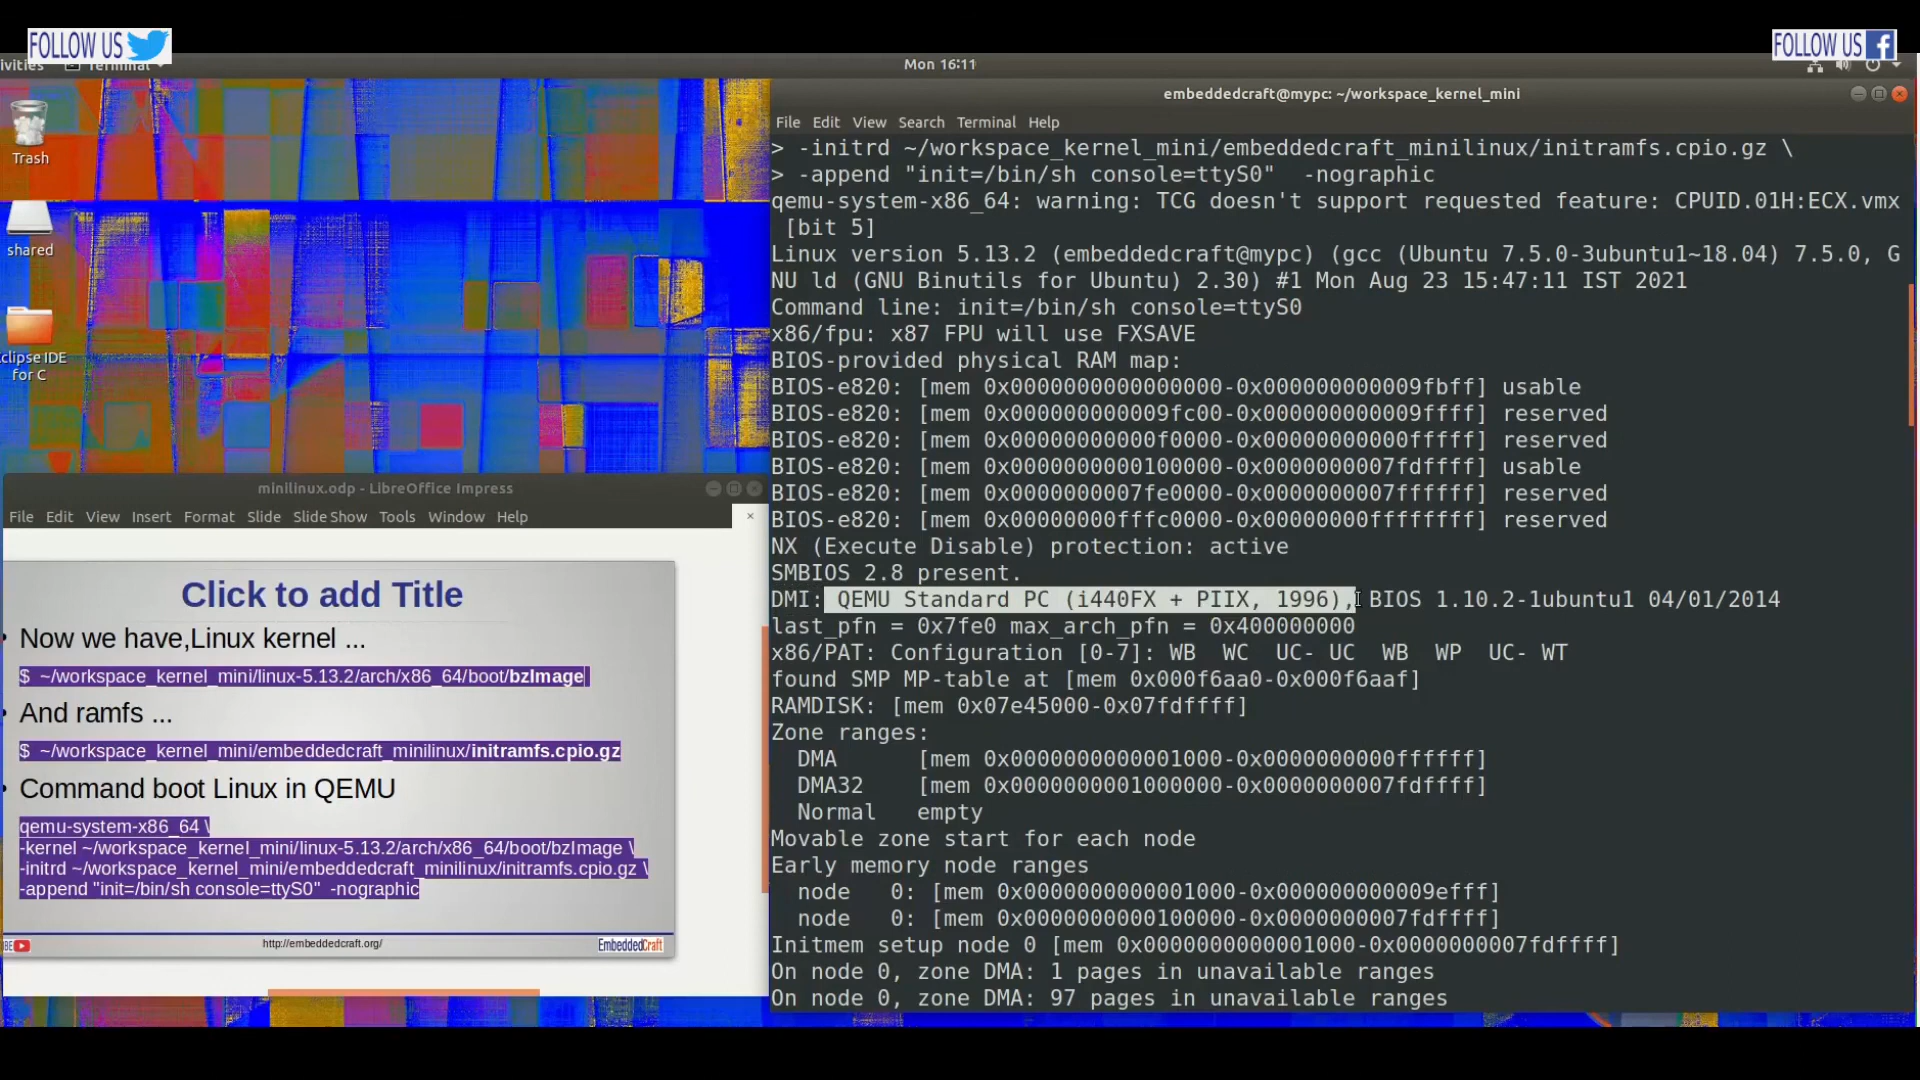 FOLLOW US
FOLLOW US
ivities
Terminal
Mon 16:11
Trash
shared
clipse IDE
for C
embeddedcraft@mypc: ~/workspace_kernel_mini
File Edit View Search Terminal Help
> -initrd ~/workspace_kernel_mini/embeddedcraft_minilinux/initramfs.cpio.gz \
> -append "init=/bin/sh console=ttyS0"  -nographic
qemu-system-x86_64: warning: TCG doesn't support requested feature: CPUID.01H:ECX.vmx
[bit 5]
Linux version 5.13.2 (embeddedcraft@mypc) (gcc (Ubuntu 7.5.0-3ubuntu1~18.04) 7.5.0, G
NU ld (GNU Binutils for Ubuntu) 2.30) #1 Mon Aug 23 15:47:11 IST 2021
Command line: init=/bin/sh console=ttyS0
x86/fpu: x87 FPU will use FXSAVE
BIOS-provided physical RAM map:
BIOS-e820: [mem 0x0000000000000000-0x000000000009fbff] usable
BIOS-e820: [mem 0x000000000009fc00-0x000000000009ffff] reserved
BIOS-e820: [mem 0x00000000000f0000-0x00000000000fffff] reserved
BIOS-e820: [mem 0x0000000000100000-0x0000000007fdffff] usable
BIOS-e820: [mem 0x0000000007fe0000-0x0000000007ffffff] reserved
BIOS-e820: [mem 0x00000000fffc0000-0x00000000ffffffff] reserved
NX (Execute Disable) protection: active
SMBIOS 2.8 present.
DMI: QEMU Standard PC (i440FX + PIIX, 1996), BIOS 1.10.2-1ubuntu1 04/01/2014
last_pfn = 0x7fe0 max_arch_pfn = 0x400000000
x86/PAT: Configuration [0-7]: WB  WC  UC- UC  WB  WP  UC- WT
found SMP MP-table at [mem 0x000f6aa0-0x000f6aaf]
RAMDISK: [mem 0x07e45000-0x07fdffff]
Zone ranges:
DMA      [mem 0x0000000000001000-0x0000000000ffffff]
DMA32    [mem 0x0000000001000000-0x0000000007fdffff]
Normal   empty
Movable zone start for each node
Early memory node ranges
node   0: [mem 0x0000000000001000-0x000000000009efff]
node   0: [mem 0x0000000000100000-0x0000000007fdffff]
Initmem setup node 0 [mem 0x0000000000001000-0x0000000007fdffff]
On node 0, zone DMA: 1 pages in unavailable ranges
On node 0, zone DMA: 97 pages in unavailable ranges
minilinux.odp - LibreOffice Impress
File Edit View Insert Format Slide Slide Show Tools Window Help
Click to add Title
• Now we have,Linux kernel ...
$ ~/workspace_kernel_mini/linux-5.13.2/arch/x86_64/boot/bzImage
• And ramfs ...
$ ~/workspace_kernel_mini/embeddedcraft_minilinux/initramfs.cpio.gz
• Command boot Linux in QEMU
qemu-system-x86_64 \
-kernel ~/workspace_kernel_mini/linux-5.13.2/arch/x86_64/boot/bzImage \
-initrd ~/workspace_kernel_mini/embeddedcraft_minilinux/initramfs.cpio.gz \
-append "init=/bin/sh console=ttyS0"  -nographic
http://embeddedcraft.org/
EmbeddedCraft